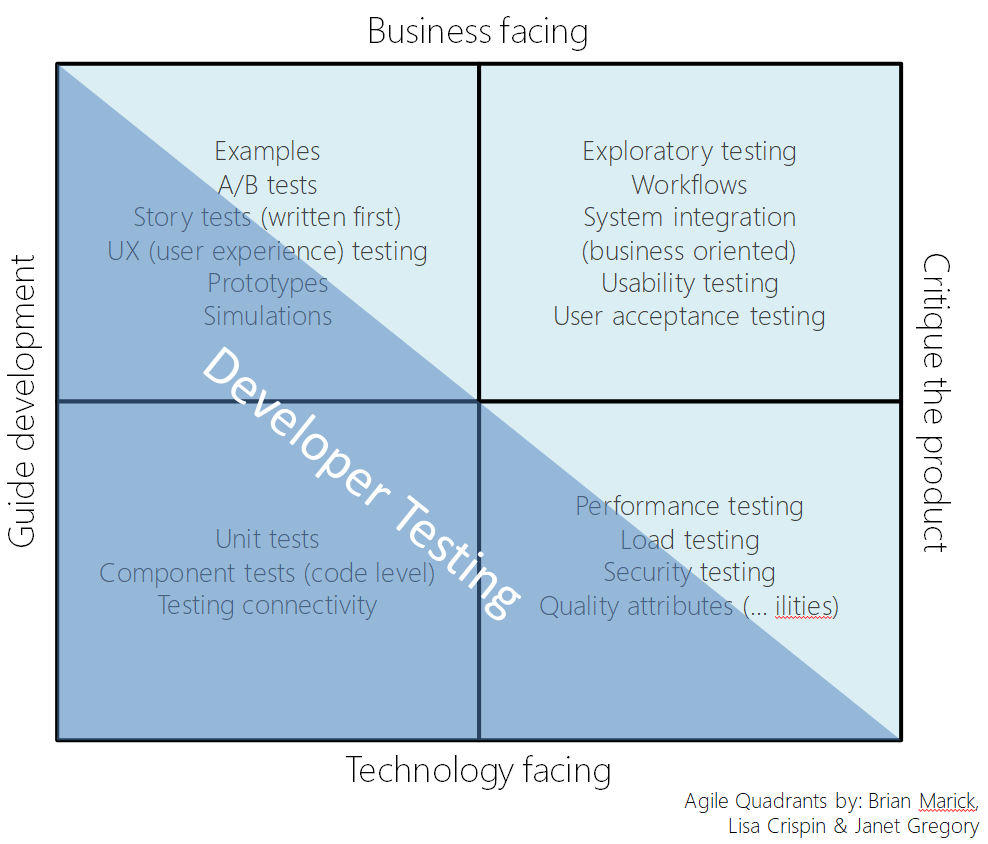 Business facing
Examples
A/B tests
Story tests (written first)
UX (user experience) testing
Prototypes
Simulations
Exploratory testing
Workflows
System integration
(business oriented)
Usability testing
User acceptance testing
Guide development
Critique the product
Developer Testing
Unit tests
Component tests (code level)
Testing connectivity
Performance testing
Load testing
Security testing
Quality attributes (... ilities)
Technology facing
Agile Quadrants by: Brian Marick,
Lisa Crispin & Janet Gregory